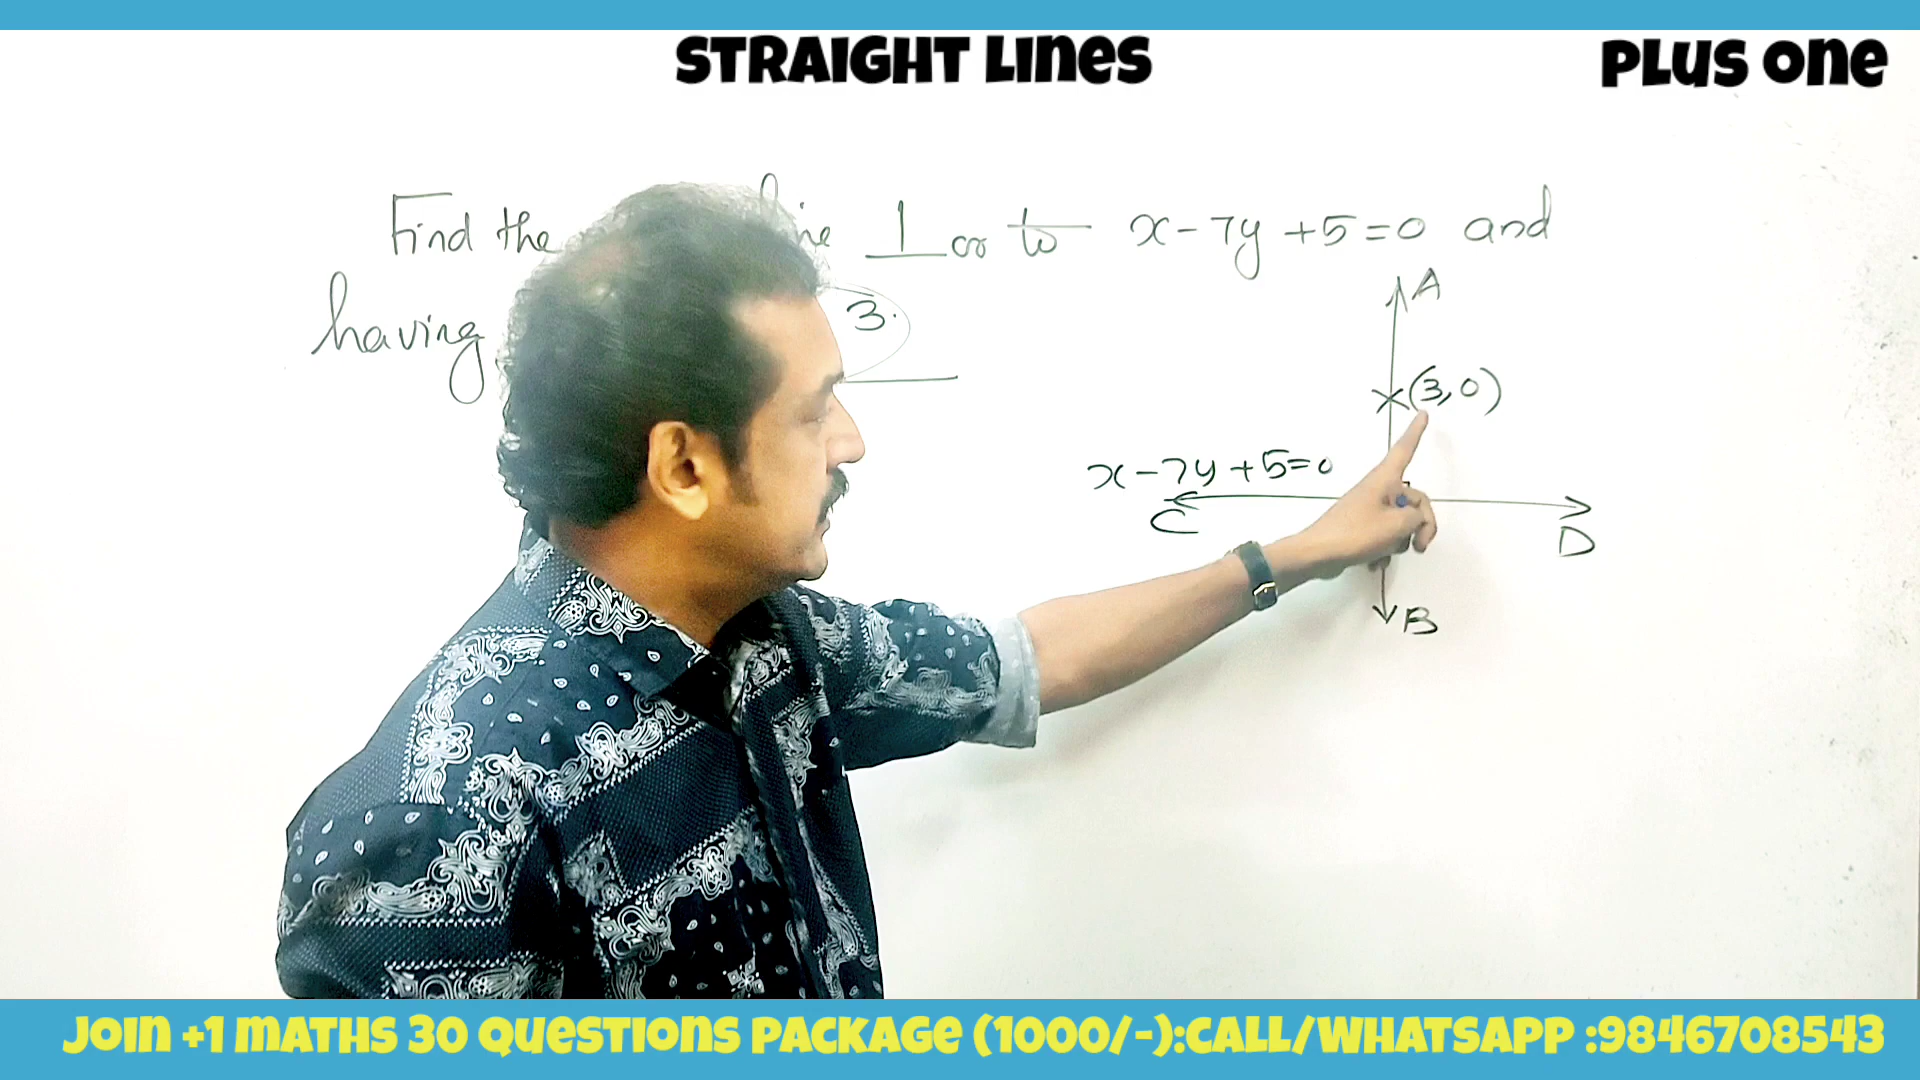 STRAIGHT LINES
PLUS ONE
Find the ⊥ or to x-7y+5=0 and
having 3.
A
(3,0)
x-7y+5=0
C
D
B
JOIN +1 MATHS 30 QUESTIONS PACKAGE (1000/-):CALL/WHATSAPP :9846708543